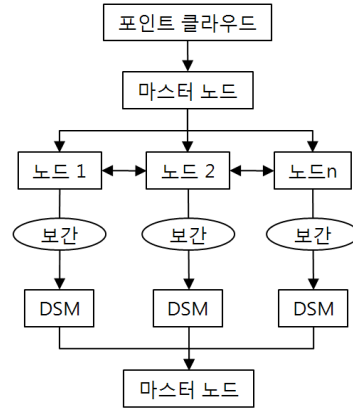 포인트 클라우드
마스터 노드
노드 1
노드 2
노드n
보간
보간
보간
DSM
DSM
DSM
마스터 노드